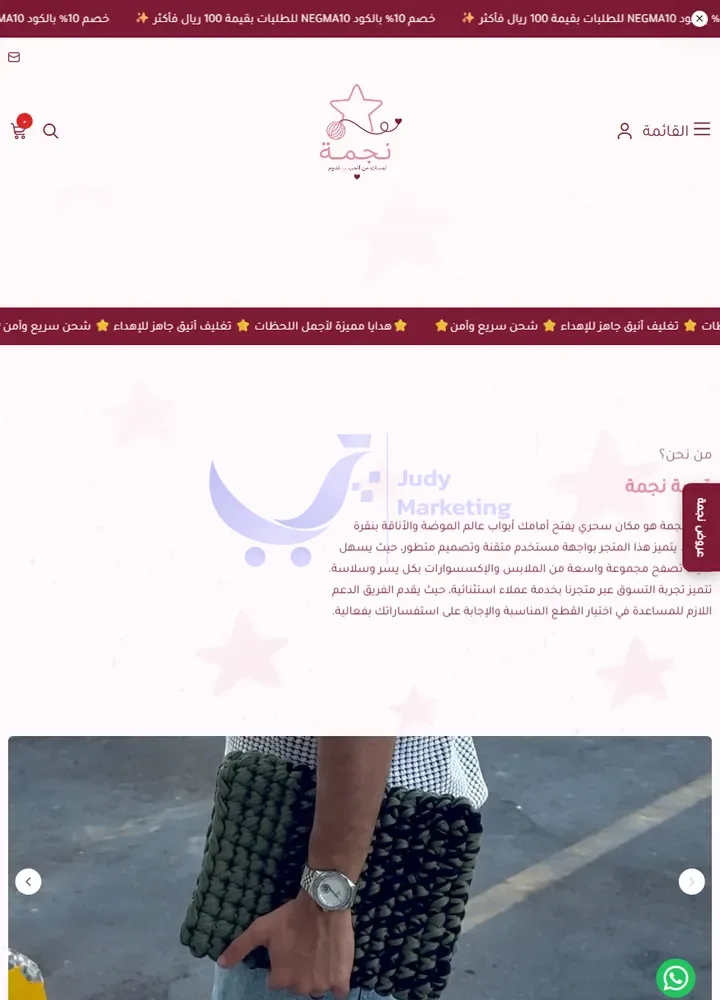 خصم 10% بالكود NEGMA10 للطلبات بقيمة 100 ريال فأكثر ✨ خصم 10% بالكود NEGMA10 للطلبات بقيمة 100 ريال فأكثر ✨
القائمة
نجمة
لمسات من الحب ... تدوم
⭐ شحن سريع وآمن ⭐ تغليف أنيق جاهز للإهداء
⭐ هدايا مميزة لأجمل اللحظات ⭐ تغليف أنيق جاهز للإهداء ⭐ شحن سريع وآمن
من نحن؟
نجمة
عروض نجمة
Judy
Marketing
هو مكان سحري يفتح أمامك أبواب عالم الموضة والأناقة بنقرة
يتميز هذا المتجر بواجهة مستخدم متقنة وتصميم متطور، حيث يسهل
تصفح مجموعة واسعة من الملابس والإكسسوارات بكل يسر وسلاسة.
تتميز تجربة التسوق عبر متجرنا بخدمة عملاء استثنائية، حيث يقدم الفريق الدعم
اللازم للمساعدة في اختيار القطع المناسبة والإجابة على استفساراتك بفعالية.